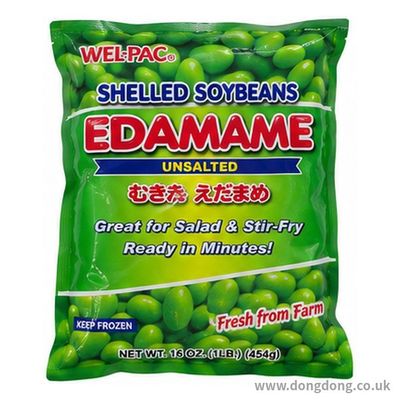 WEL-PAC®
SHELLED SOYBEANS
EDAMAME
UNSALTED
むき枝 えだまめ
Great for Salad & Stir-Fry
Ready in Minutes!
KEEP FROZEN
Fresh from Farm
NET WT. 16 OZ. (1LB.) (454g)
www.dongdong.co.uk